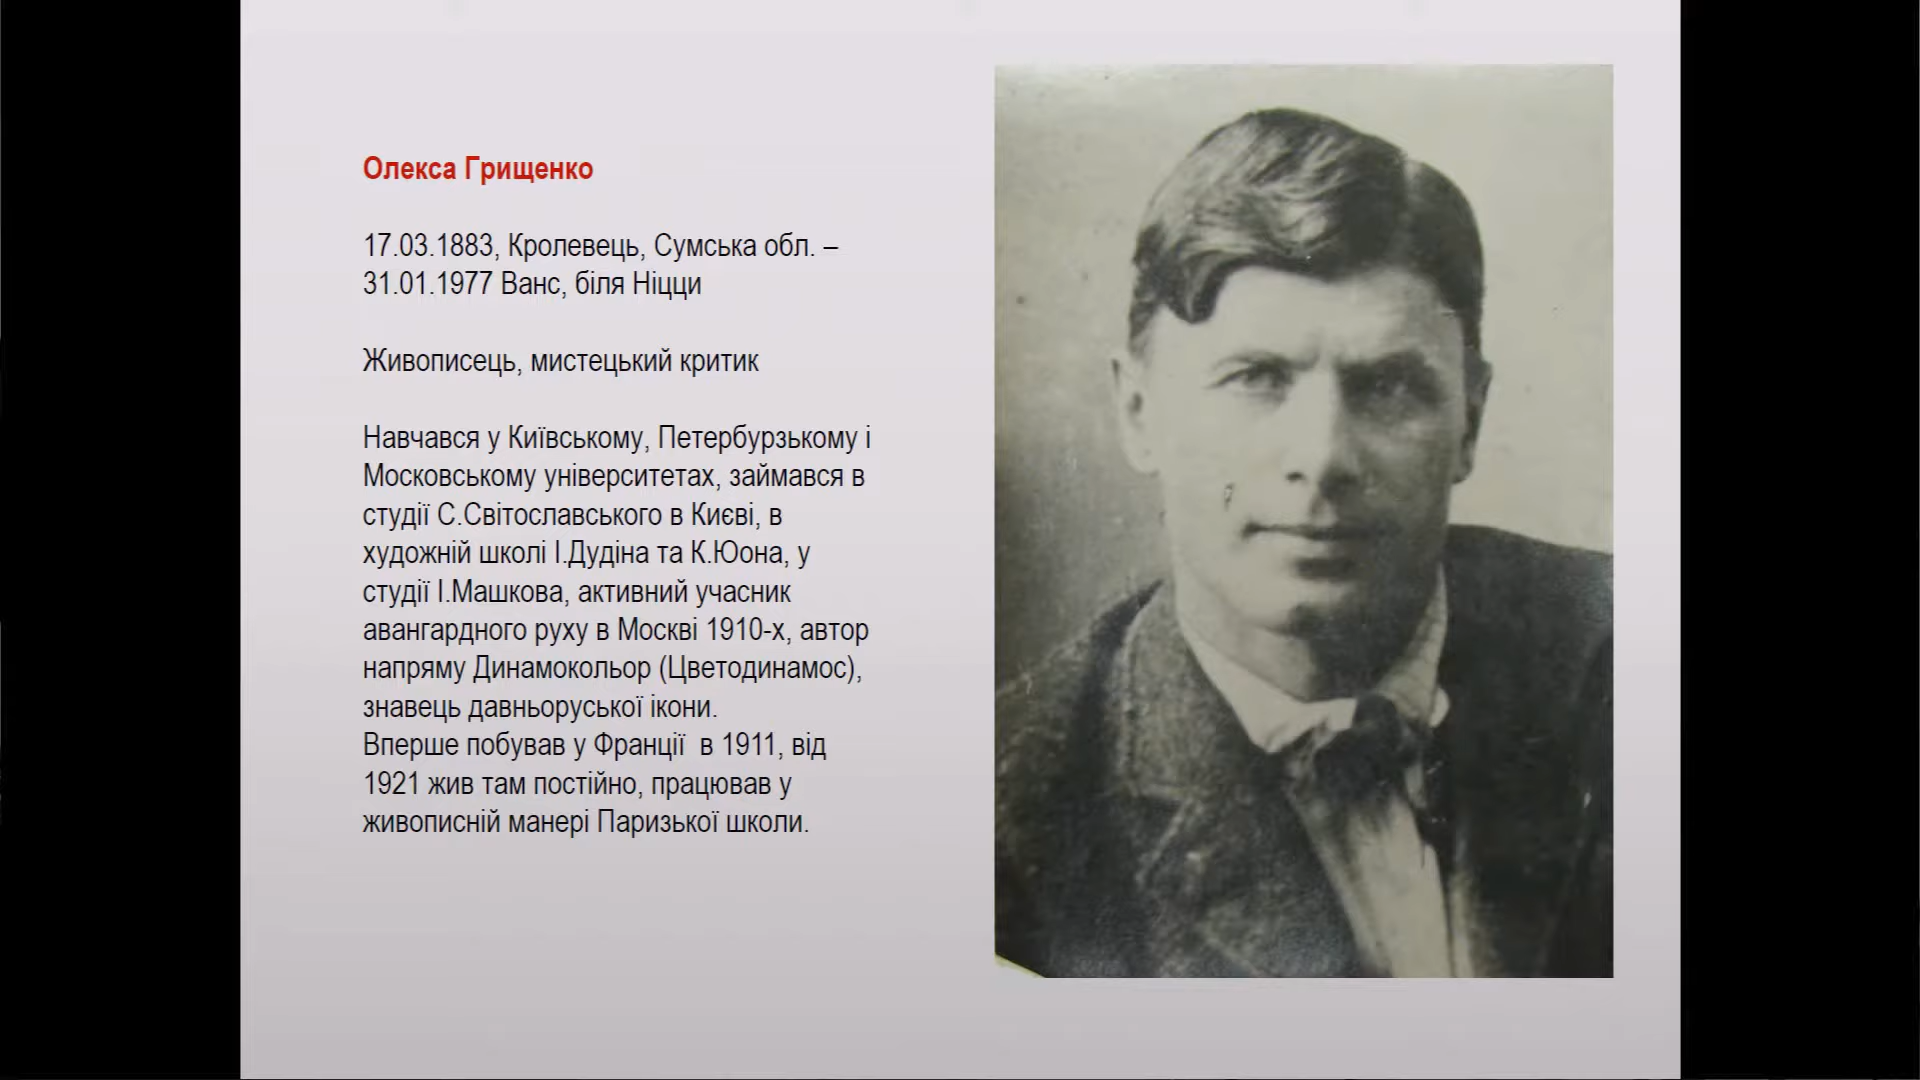 Олекса Грищенко
17.03.1883, Кролевець, Сумська обл. –
31.01.1977 Ванс, біля Ніцци
Живописець, мистецький критик
Навчався у Київському, Петербурзькому і
Московському університетах, займався в
студії С.Світославського в Києві, в
художній школі І.Дудіна та К.Юона, у
студії І.Машкова, активний учасник
авангардного руху в Москві 1910-х, автор
напряму Динамокольор (Цветодинамос),
знавець давньоруської ікони.
Вперше побував у Франції  в 1911, від
1921 жив там постійно, працював у
живописній манері Паризької школи.